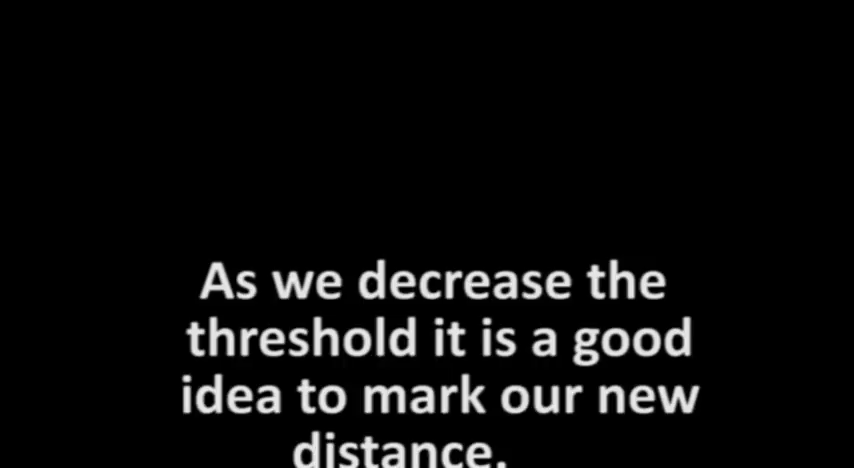 As we decrease the
threshold it is a good
idea to mark our new
distance.